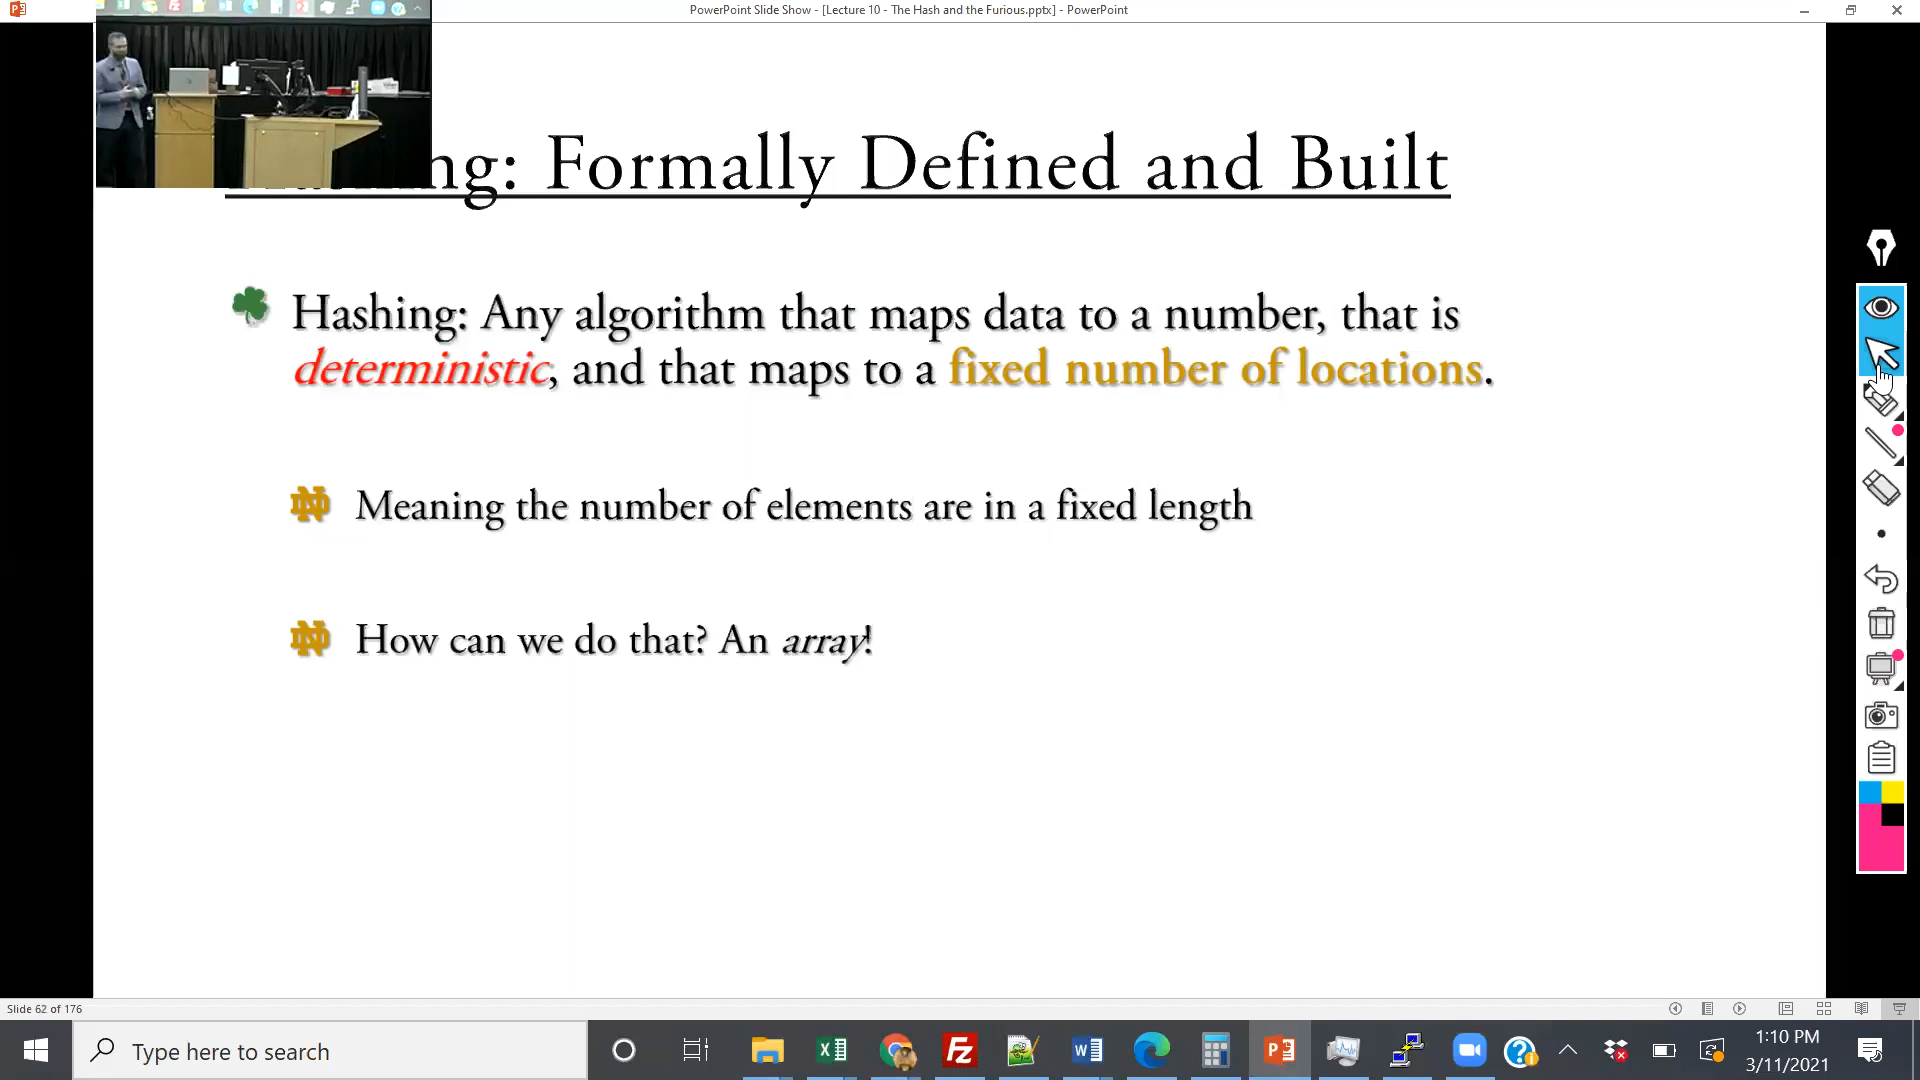 PowerPoint Slide Show - [Lecture 10 - The Hash and the Furious.pptx] - PowerPoint
ng: Formally Defined and Built
Hashing: Any algorithm that maps data to a number, that is
deterministic, and that maps to a fixed number of locations.
Meaning the number of elements are in a fixed length
How can we do that? An array!
Slide 62 of 176
Type here to search
1:10 PM
3/11/2021